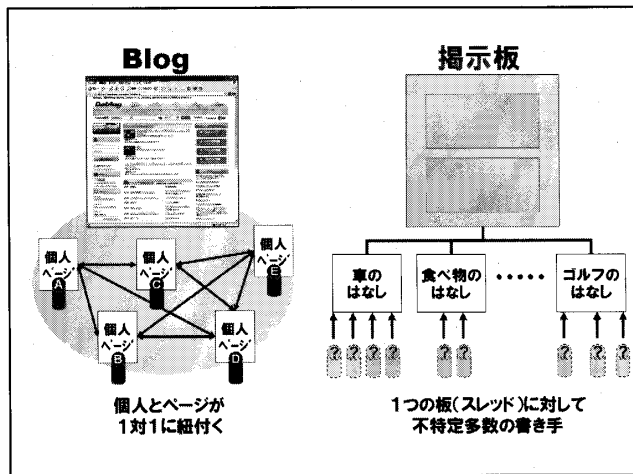 Blog
掲示板
個人
ページ
A
個人
ページ
C
個人
ページ
E
個人
ページ
B
個人
ページ
D
車の
はなし
食べ物の
はなし
・・・・・
ゴルフの
はなし
? ? ? ?
? ?
? ? ?
個人とページが
1対1に紐付く
1つの板(スレッド)に対して
不特定多数の書き手